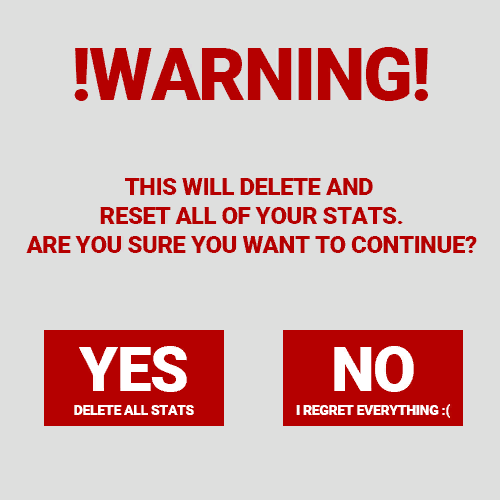 !WARNING!
THIS WILL DELETE AND
RESET ALL OF YOUR STATS.
ARE YOU SURE YOU WANT TO CONTINUE?
YES
DELETE ALL STATS
NO
I REGRET EVERYTHING :(